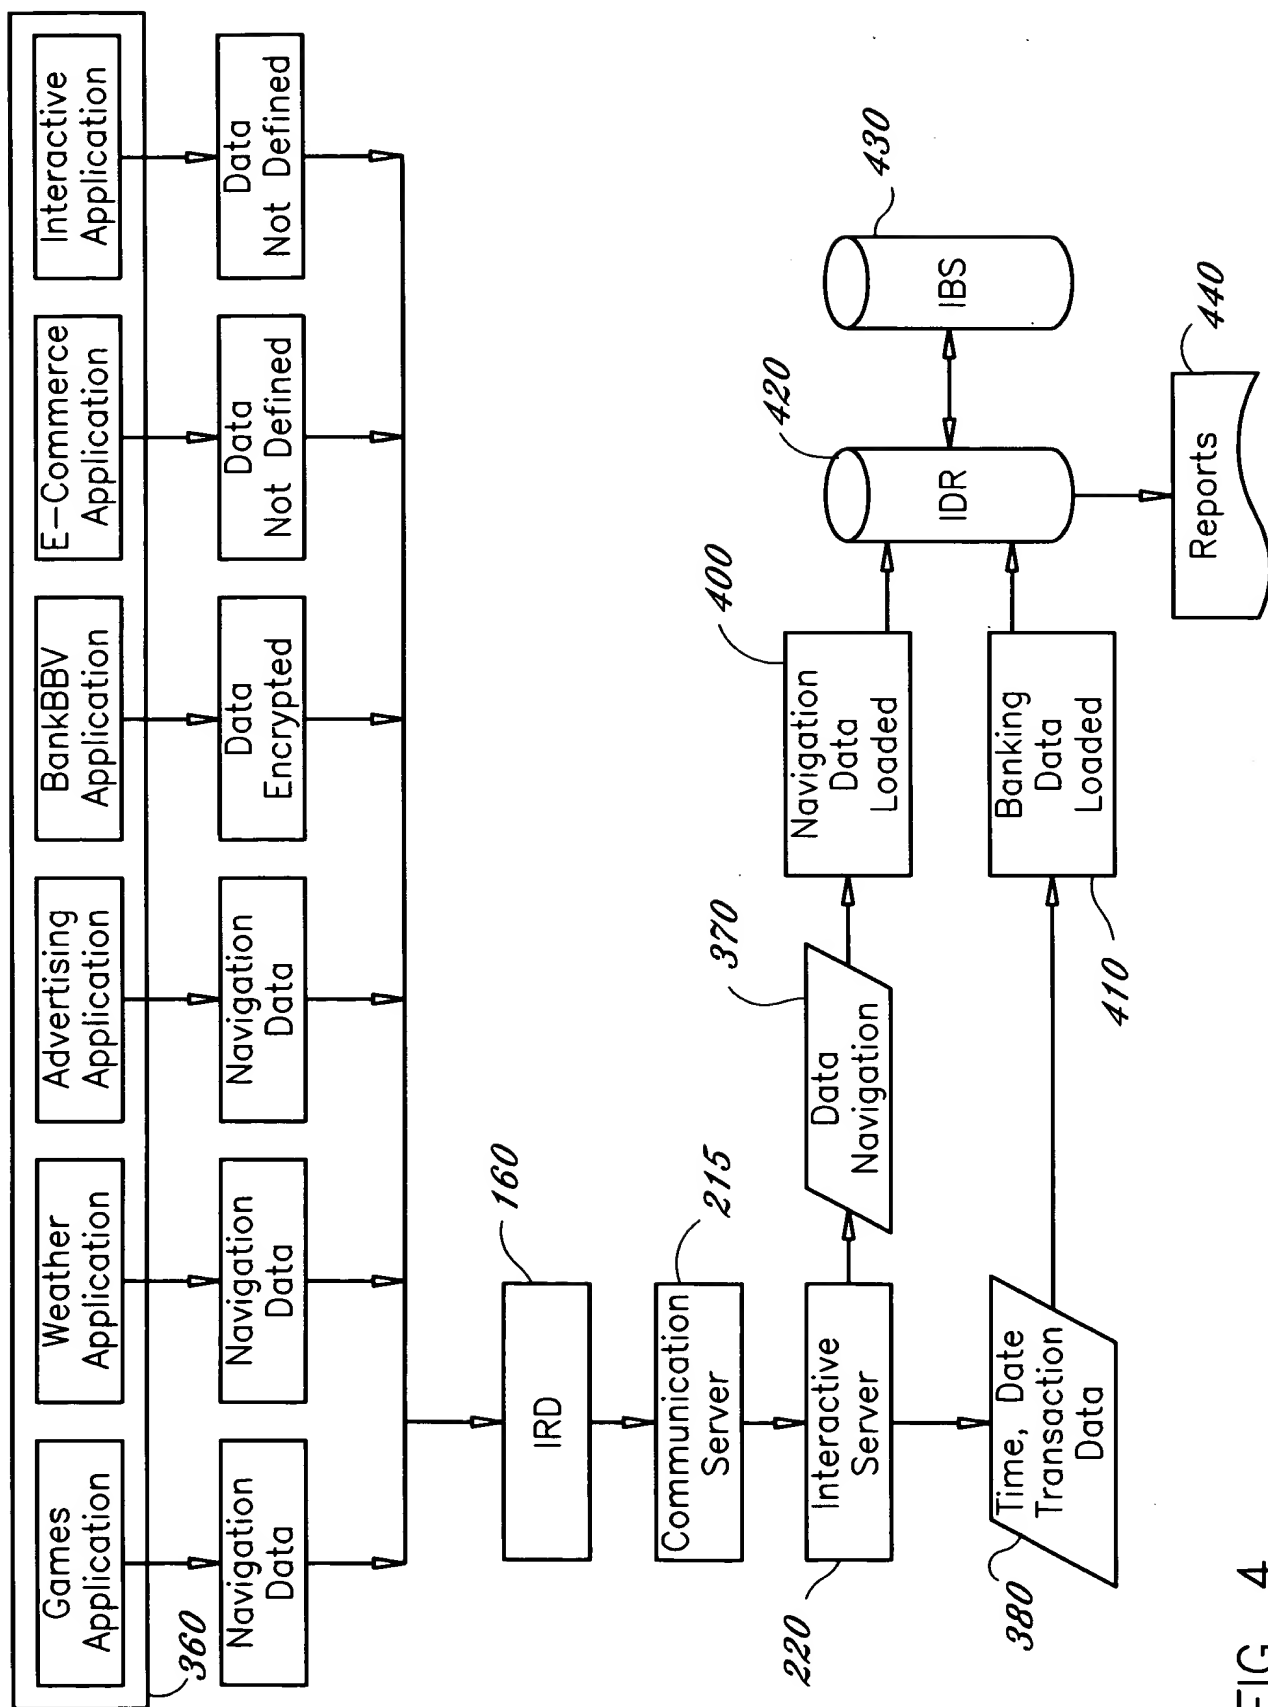 Games
Application
Weather
Application
Advertising
Application
BankBBV
Application
E-Commerce
Application
Interactive
Application
360
Navigation
Data
Navigation
Data
Navigation
Data
Data
Encrypted
Data
Not Defined
Data
Not Defined
IRD
160
Communication
Server
215
Interactive
Server
220
Data
Navigation
370
Navigation
Data
Loaded
400
Time, Date
Transaction
Data
380
Banking
Data
Loaded
410
IDR
420
IBS
430
Reports
440
FIG. 4